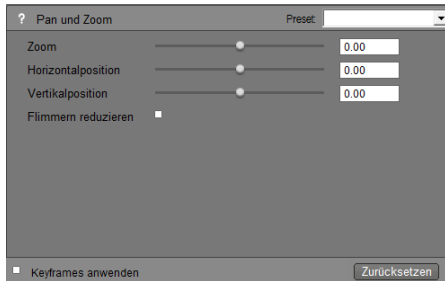 ? Pan und Zoom Preset:
Zoom 0.00
Horizontalposition 0.00
Vertikalposition 0.00
Flimmern reduzieren
Keyframes anwenden Zurücksetzen